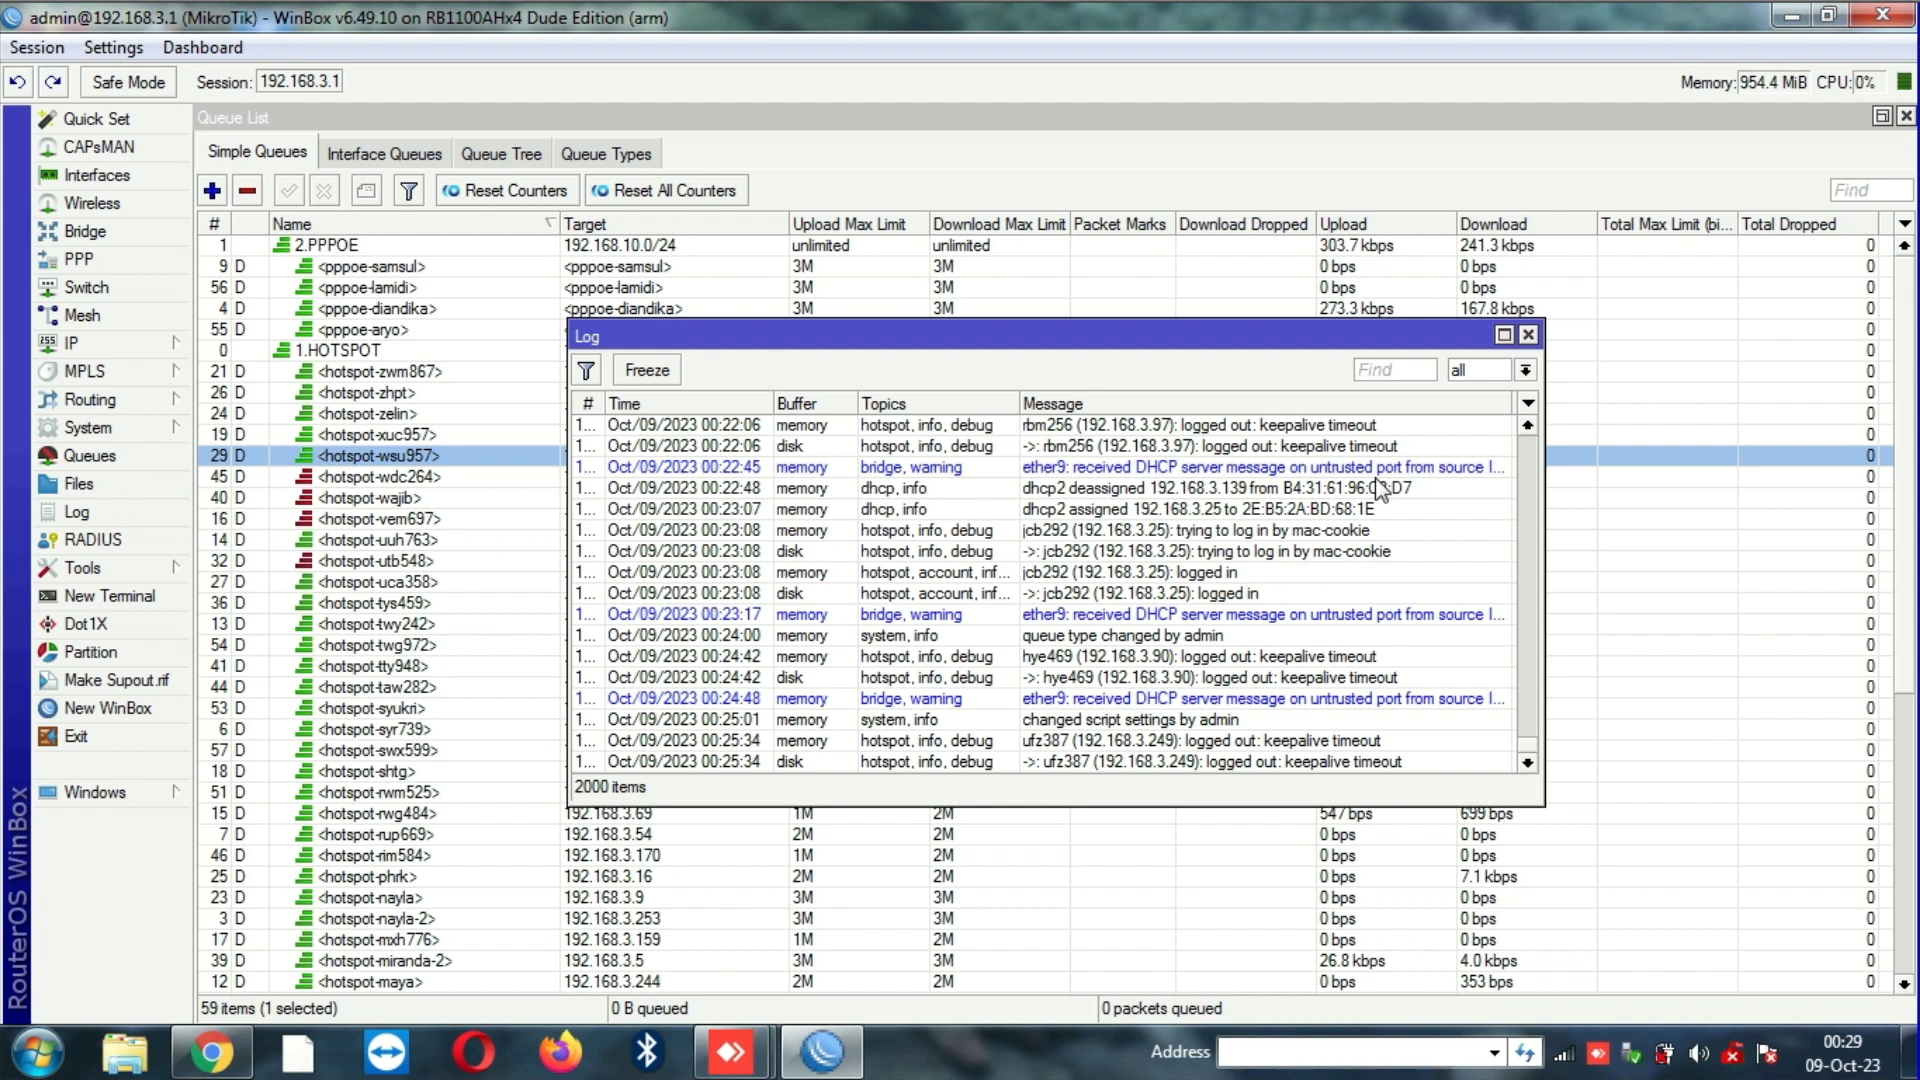 admin@192.168.3.1 (MikroTik) - WinBox v6.49.10 on RB1100AHx4 Dude Edition (arm)
Session Settings Dashboard
Safe Mode Session: 192.168.3.1 Memory: 954.4 MiB CPU: 0%
Quick Set
CAPsMAN
Interfaces
Wireless
Bridge
PPP
Switch
Mesh
IP
MPLS
Routing
System
Queues
Files
Log
RADIUS
Tools
New Terminal
Dot1X
Partition
Make Supout.rif
New WinBox
Exit
Windows
RouterOS WinBox
Queue List
Simple Queues Interface Queues Queue Tree Queue Types
Reset Counters Reset All Counters Find
# Name Target Upload Max Limit Download Max Limit Packet Marks Download Dropped Upload Download Total Max Limit (bi... Total Dropped
1 2.PPPOE 192.168.10.0/24 unlimited unlimited 303.7 kbps 241.3 kbps 0
9 D <pppoe-samsul> <pppoe-samsul> 3M 3M 0 bps 0 bps 0
56 D <pppoe-lamidi> <pppoe-lamidi> 3M 3M 0 bps 0 bps 0
4 D <pppoe-diandika> <pppoe-diandika> 3M 3M 273.3 kbps 167.8 kbps 0
55 D <pppoe-aryo> 0
0 1.HOTSPOT 0
21 D <hotspot-zwm867> 0
26 D <hotspot-zhpt> 0
24 D <hotspot-zelin> 0
19 D <hotspot-xuc957> 0
29 D <hotspot-wsu957> 0
45 D <hotspot-wdc264> 0
40 D <hotspot-wajib> 0
16 D <hotspot-vem697> 0
14 D <hotspot-uuh763> 0
32 D <hotspot-utb548> 0
27 D <hotspot-uca358> 0
36 D <hotspot-tys459> 0
13 D <hotspot-twy242> 0
54 D <hotspot-twg972> 0
41 D <hotspot-tty948> 0
44 D <hotspot-taw282> 0
53 D <hotspot-syukri> 0
6 D <hotspot-syr739> 0
57 D <hotspot-swx599> 0
18 D <hotspot-shtg> 0
51 D <hotspot-rwm525> 0
15 D <hotspot-rwg484> 192.168.3.69 1M 2M 547 bps 699 bps 0
7 D <hotspot-rup669> 192.168.3.54 2M 2M 0 bps 0 bps 0
46 D <hotspot-rim584> 192.168.3.170 1M 2M 0 bps 0 bps 0
25 D <hotspot-phrk> 192.168.3.16 2M 2M 0 bps 7.1 kbps 0
23 D <hotspot-nayla> 192.168.3.9 3M 3M 0 bps 0 bps 0
3 D <hotspot-nayla-2> 192.168.3.253 3M 3M 0 bps 0 bps 0
17 D <hotspot-mxh776> 192.168.3.159 1M 2M 0 bps 0 bps 0
39 D <hotspot-miranda-2> 192.168.3.5 3M 3M 26.8 kbps 4.0 kbps 0
12 D <hotspot-maya> 192.168.3.244 2M 2M 0 bps 353 bps 0
59 items (1 selected) 0 B queued 0 packets queued
Log
Freeze Find all
# Time Buffer Topics Message
1... Oct/09/2023 00:22:06 memory hotspot, info, debug rbm256 (192.168.3.97): logged out: keepalive timeout
1... Oct/09/2023 00:22:06 disk hotspot, info, debug ->: rbm256 (192.168.3.97): logged out: keepalive timeout
1... Oct/09/2023 00:22:45 memory bridge, warning ether9: received DHCP server message on untrusted port from source I...
1... Oct/09/2023 00:22:48 memory dhcp, info dhcp2 deassigned 192.168.3.139 from
1... Oct/09/2023 00:23:07 memory dhcp, info dhcp2 assigned 192.168.3.25 to 2E:B5:2A:BD:68:1E
1... Oct/09/2023 00:23:08 memory hotspot, info, debug jcb292 (192.168.3.25): trying to log in by mac-cookie
1... Oct/09/2023 00:23:08 disk hotspot, info, debug ->: jcb292 (192.168.3.25): trying to log in by mac-cookie
1... Oct/09/2023 00:23:08 memory hotspot, account, inf... jcb292 (192.168.3.25): logged in
1... Oct/09/2023 00:23:08 disk hotspot, account, inf... ->: jcb292 (192.168.3.25): logged in
1... Oct/09/2023 00:23:17 memory bridge, warning ether9: received DHCP server message on untrusted port from source I...
1... Oct/09/2023 00:24:00 memory system, info queue type changed by admin
1... Oct/09/2023 00:24:42 memory hotspot, info, debug hye469 (192.168.3.90): logged out: keepalive timeout
1... Oct/09/2023 00:24:42 disk hotspot, info, debug ->: hye469 (192.168.3.90): logged out: keepalive timeout
1... Oct/09/2023 00:24:48 memory bridge, warning ether9: received DHCP server message on untrusted port from source I...
1... Oct/09/2023 00:25:01 memory system, info changed script settings by admin
1... Oct/09/2023 00:25:34 memory hotspot, info, debug ufz387 (192.168.3.249): logged out: keepalive timeout
1... Oct/09/2023 00:25:34 disk hotspot, info, debug ->: ufz387 (192.168.3.249): logged out: keepalive timeout
2000 items
Address
00:29
09-Oct-23